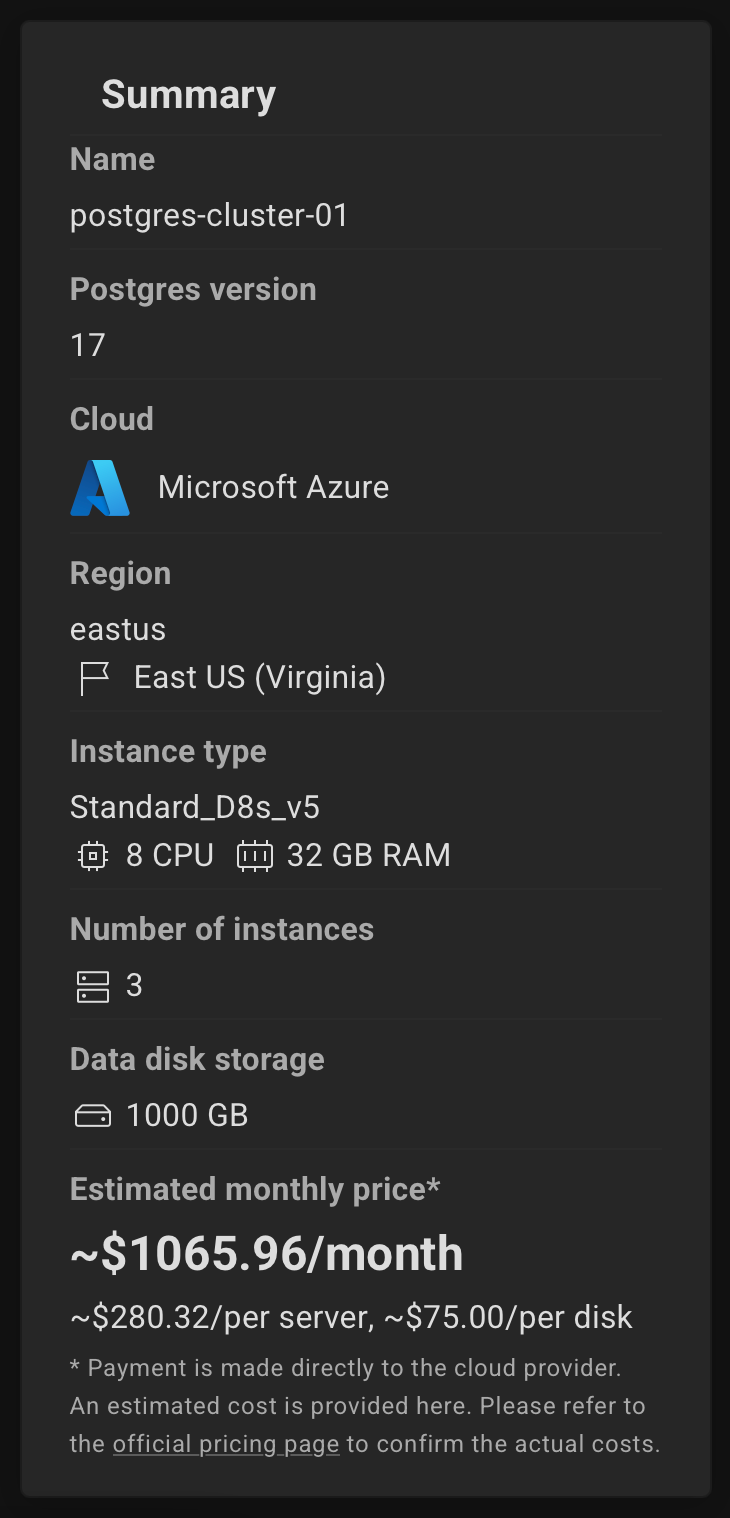 Summary
Name
postgres-cluster-01
Postgres version
17
Cloud
Microsoft Azure
Region
eastus
East US (Virginia)
Instance type
Standard_D8s_v5
8 CPU 32 GB RAM
Number of instances
3
Data disk storage
1000 GB
Estimated monthly price*
~$1065.96/month
~$280.32/per server, ~$75.00/per disk
* Payment is made directly to the cloud provider.
An estimated cost is provided here. Please refer to
the official pricing page to confirm the actual costs.